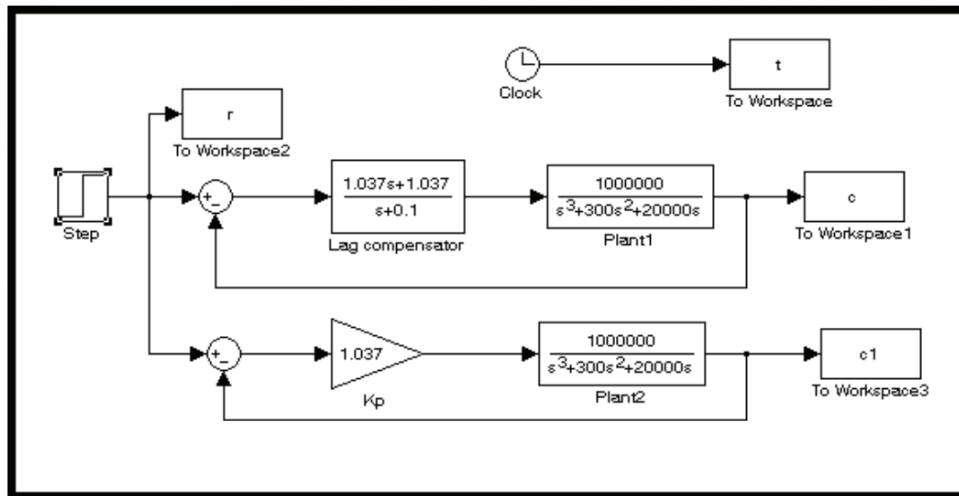 t
Clock
To Workspace
r
To Workspace2
Step
+
−
1.037s+1.037
s+0.1
Lag compensator
1000000
s³+300s²+20000s
Plant1
c
To Workspace1
+
−
1.037
Kp
1000000
s³+300s²+20000s
Plant2
c1
To Workspace3